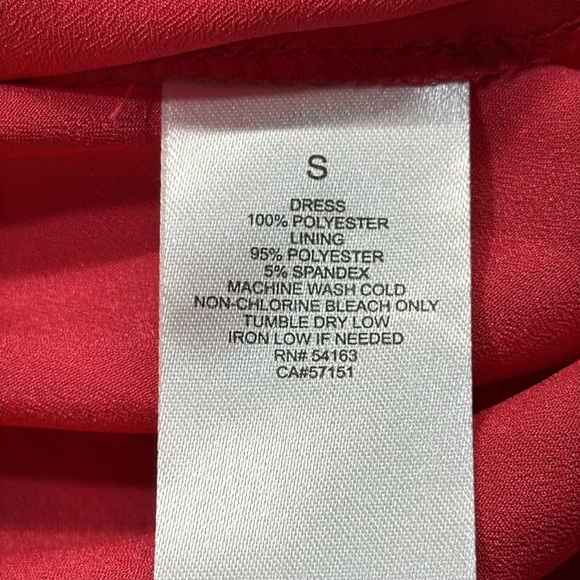 S
DRESS
100% POLYESTER
LINING
95% POLYESTER
5% SPANDEX
MACHINE WASH COLD
NON-CHLORINE BLEACH ONLY
TUMBLE DRY LOW
IRON LOW IF NEEDED
RN# 54163
CA#57151